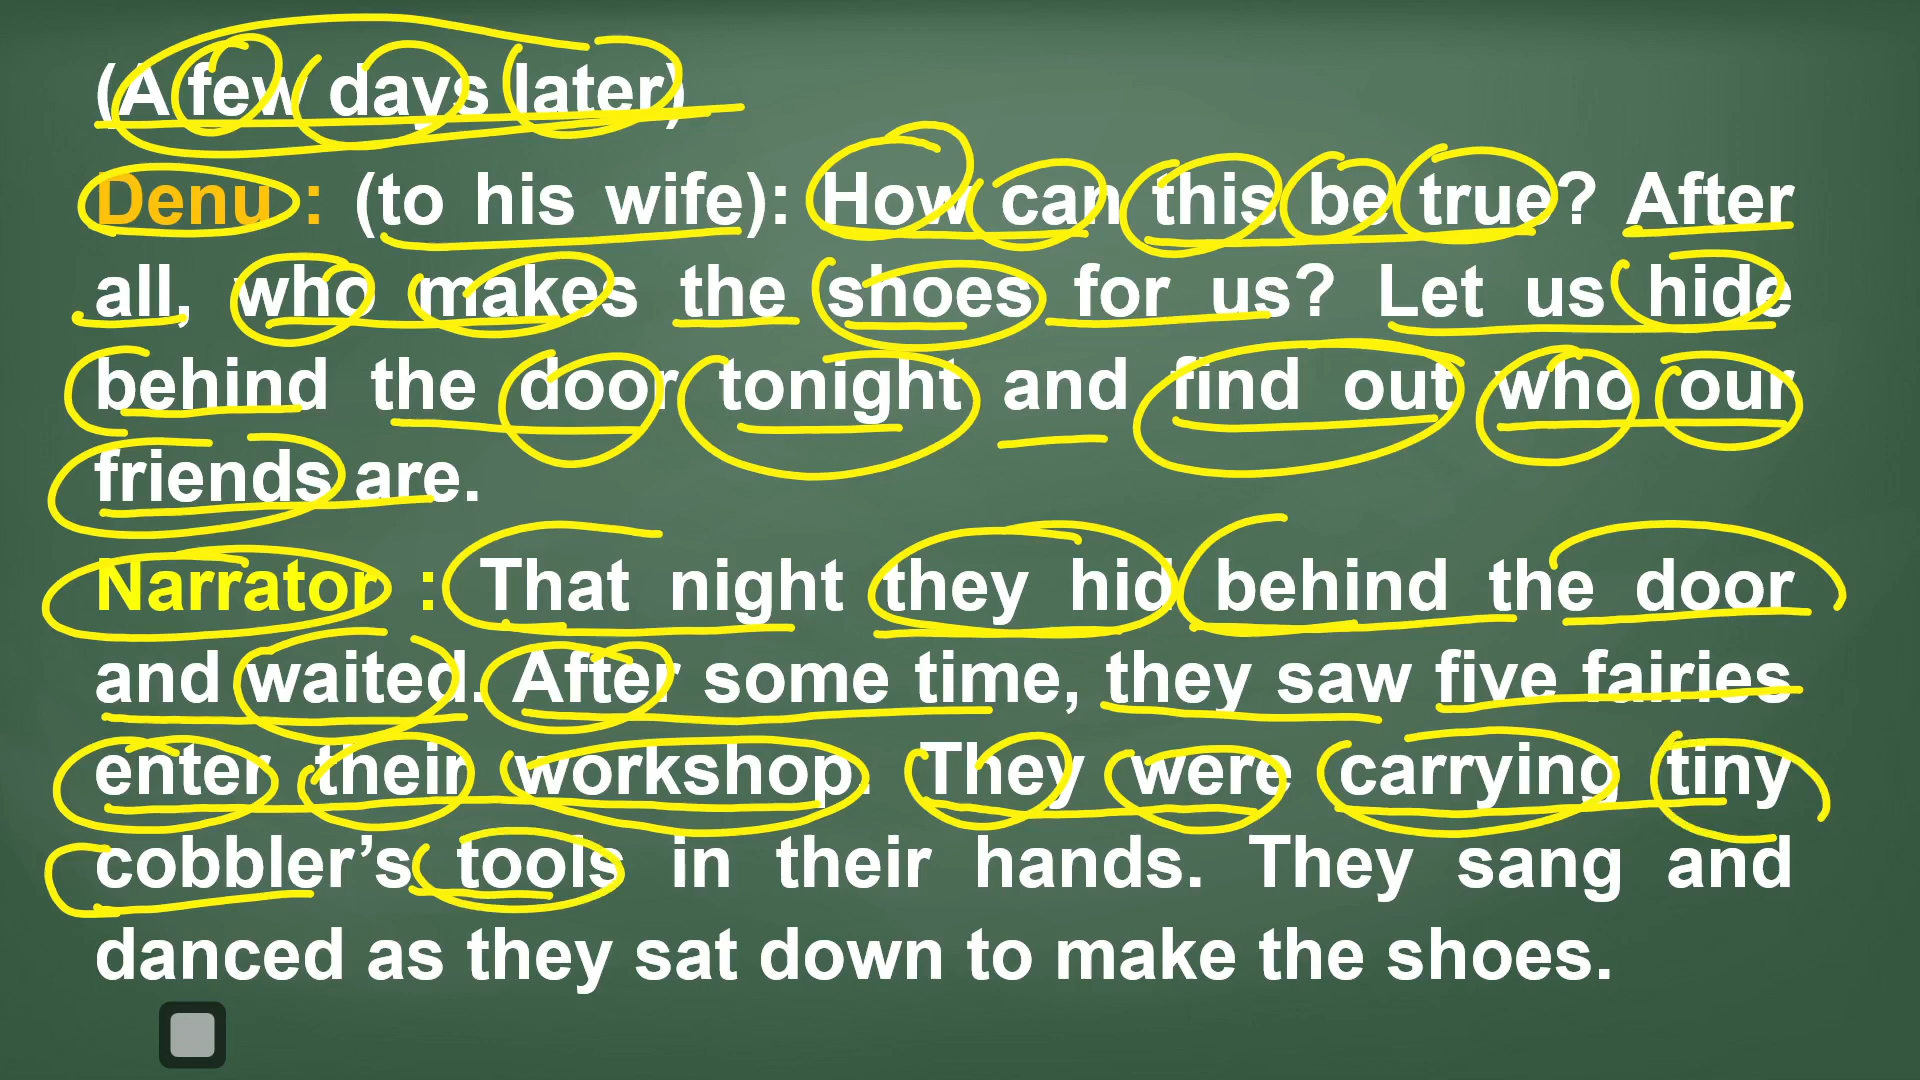 (A few days later)
Denu : (to his wife): How can this be true? After
all, who makes the shoes for us? Let us hide
behind the door tonight and find out who our
friends are.
Narrator : That night they hid behind the door
and waited. After some time, they saw five fairies
enter their workshop. They were carrying tiny
cobbler’s tools in their hands. They sang and
danced as they sat down to make the shoes.